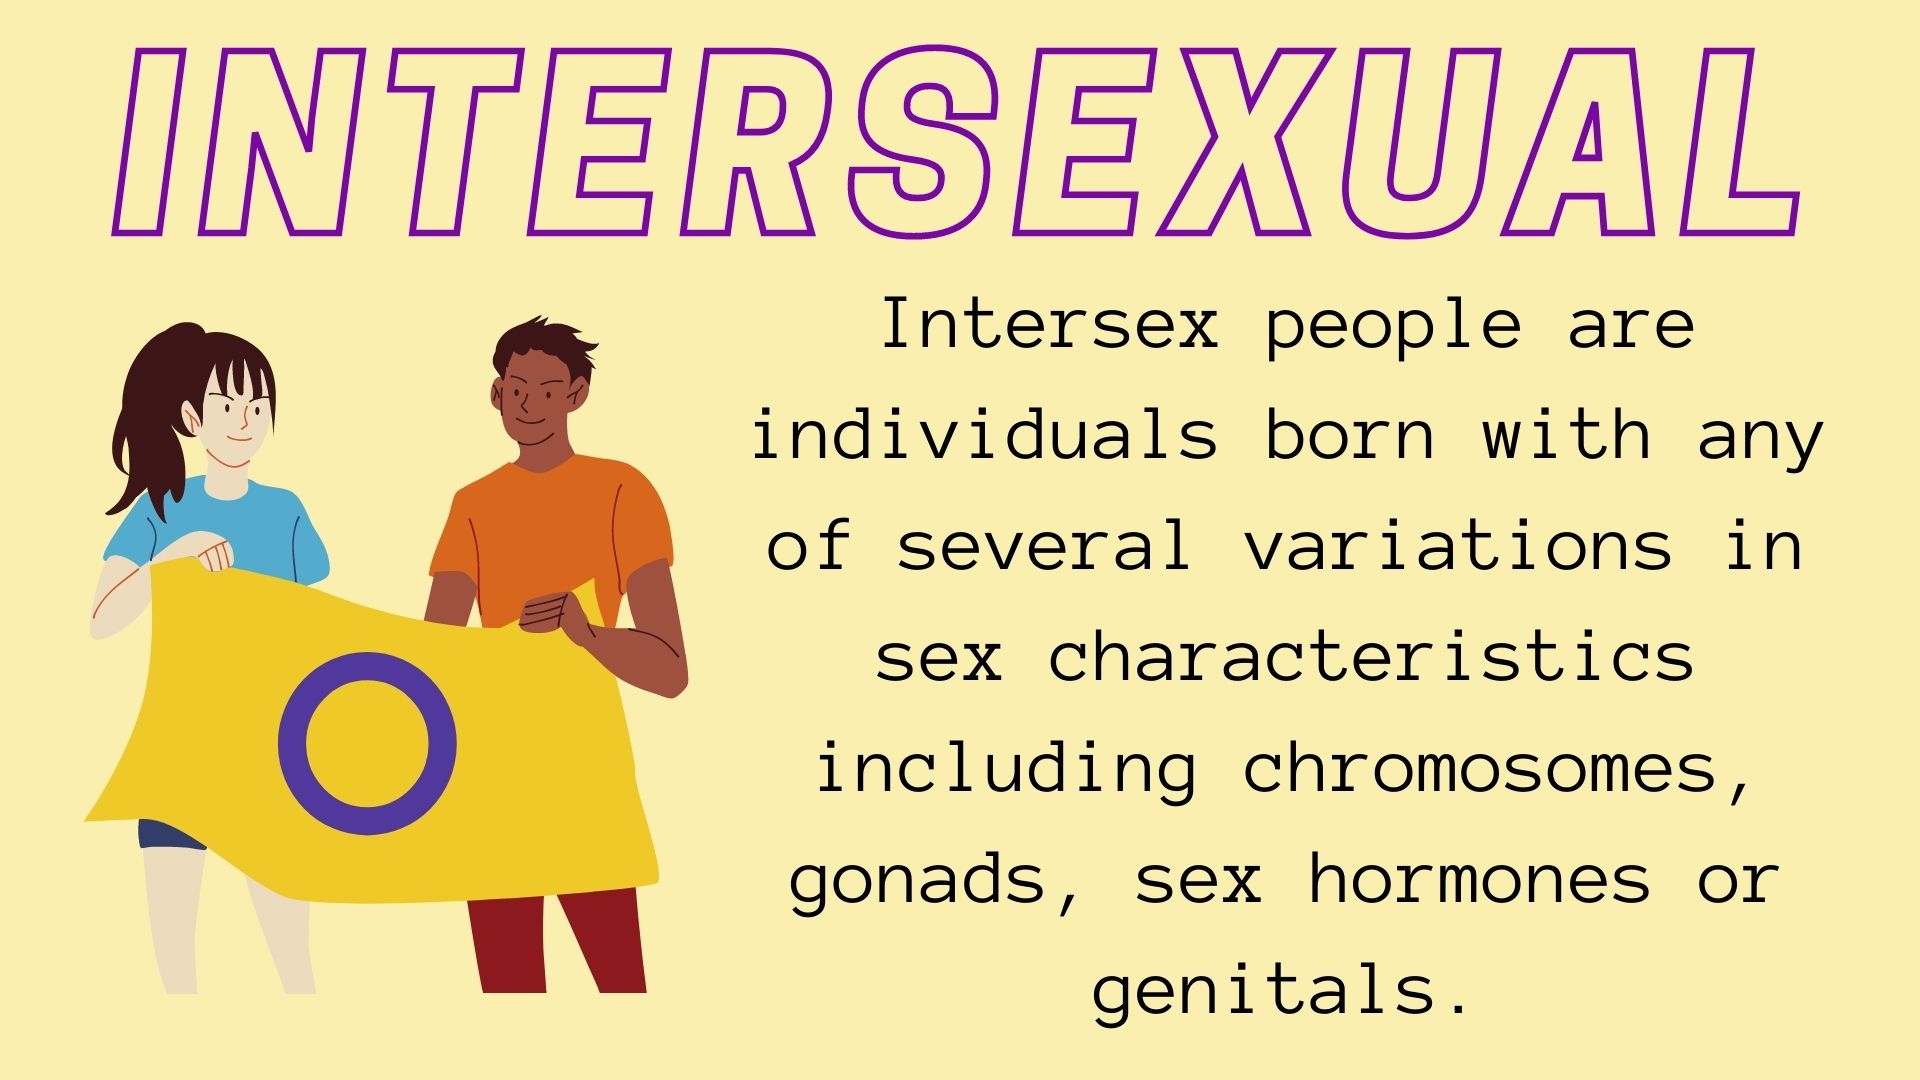 INTERSEXUAL
Intersex people are
individuals born with any
of several variations in
sex characteristics
including chromosomes,
gonads, sex hormones or
genitals.